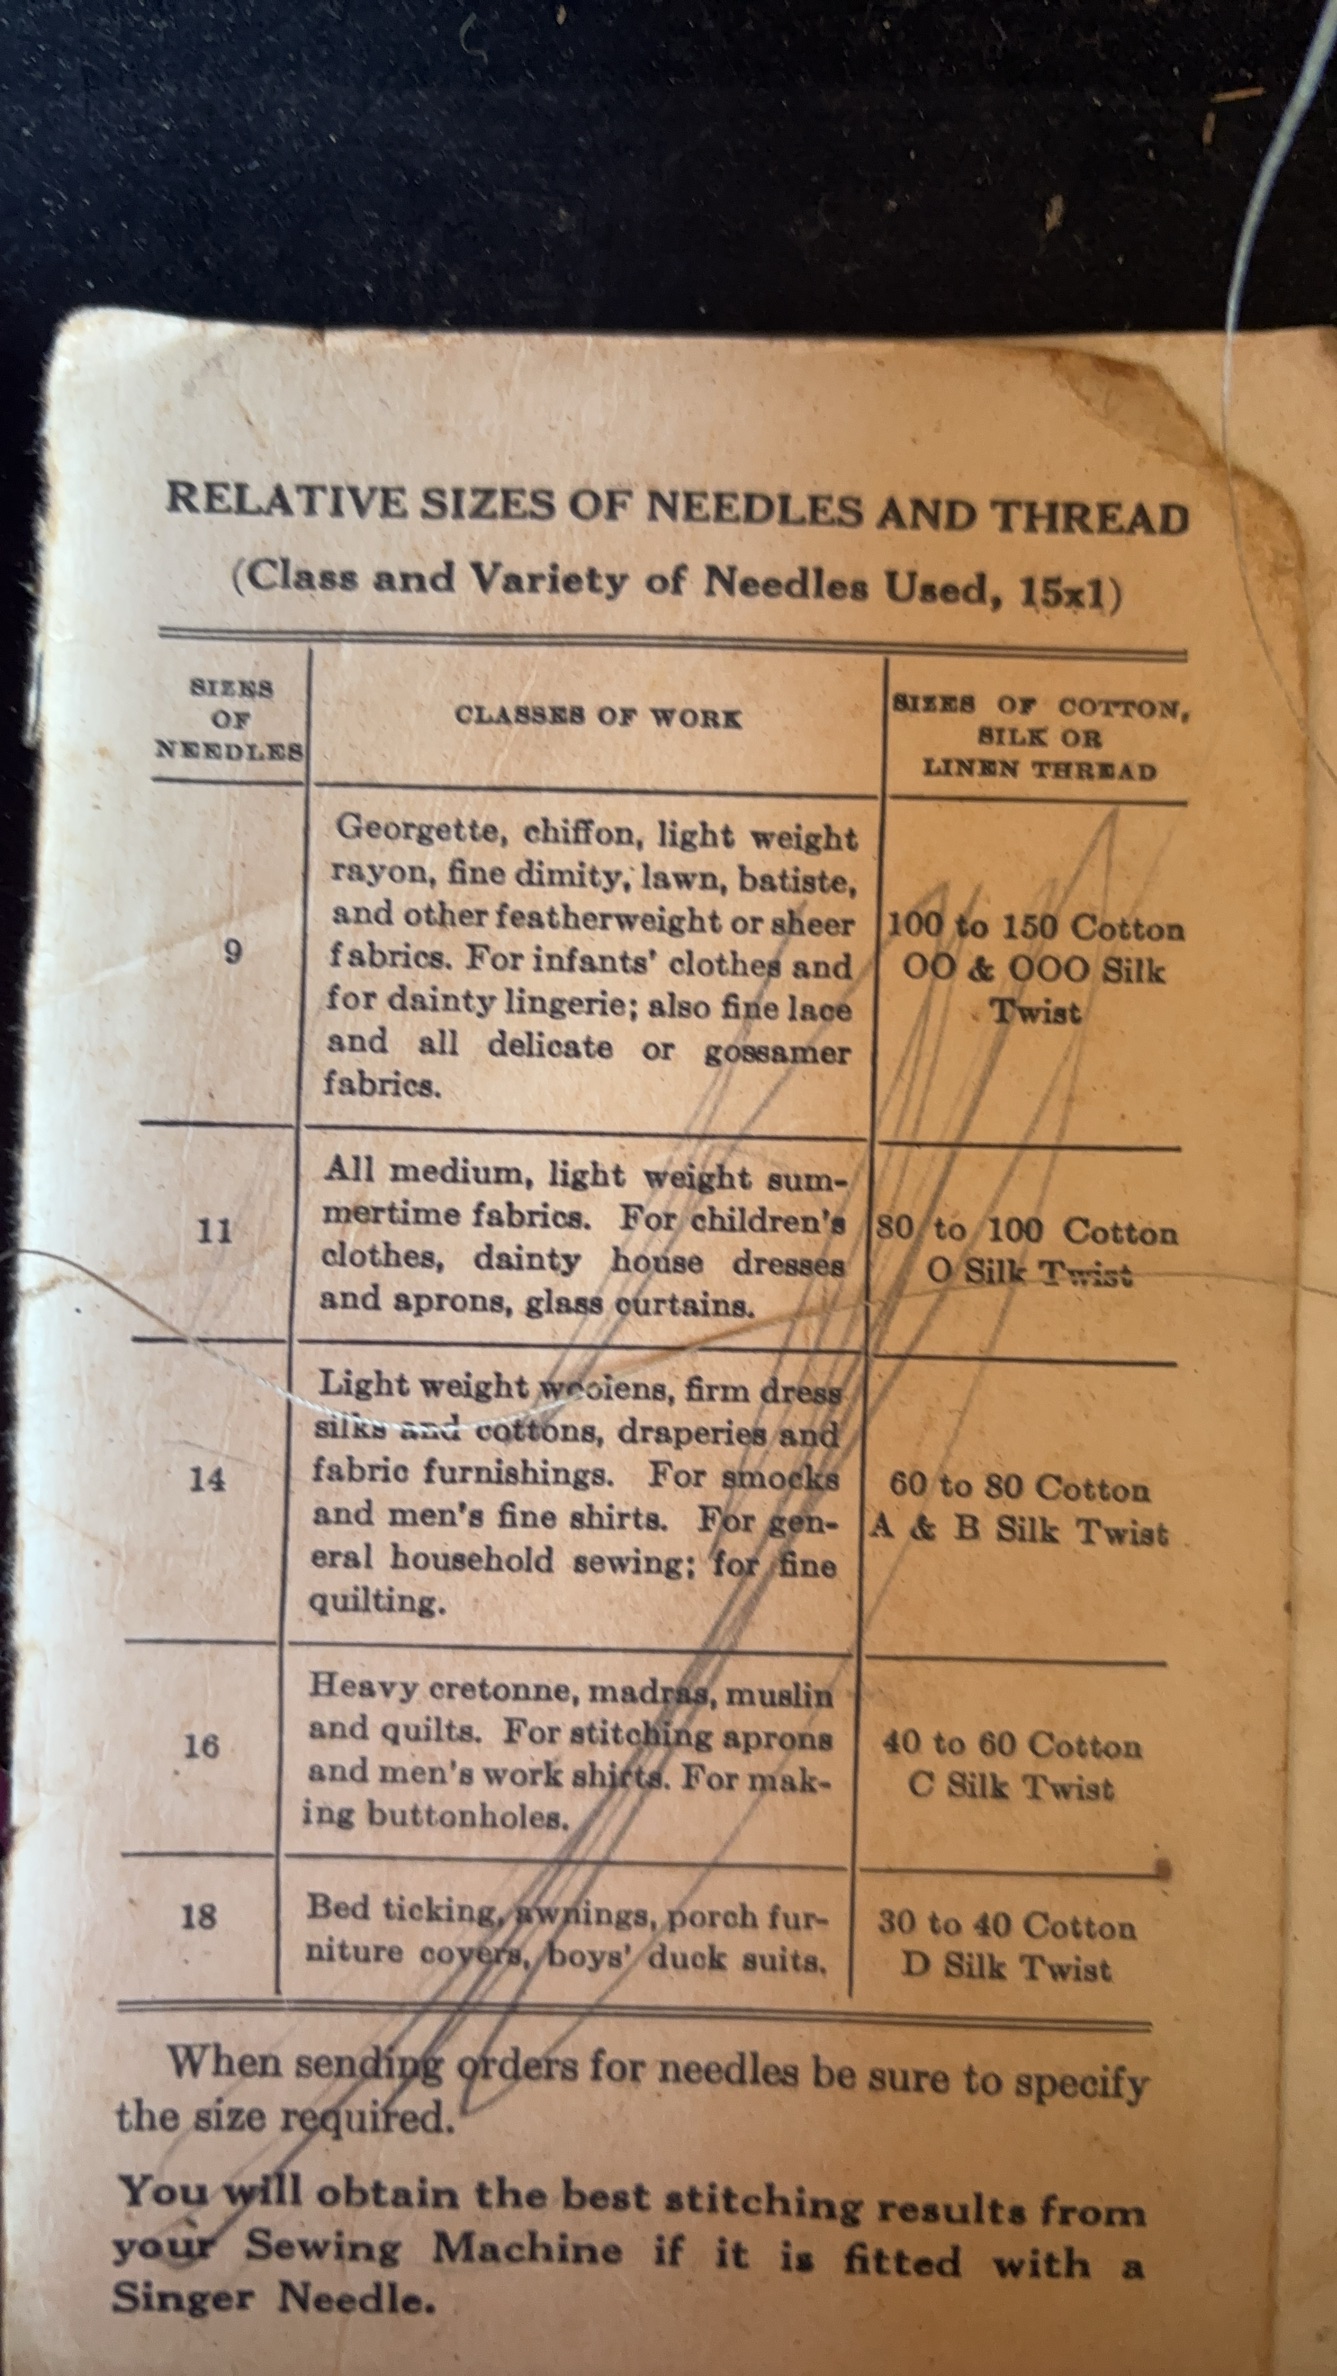 RELATIVE SIZES OF NEEDLES AND THREAD
(Class and Variety of Needles Used, 15x1)
SIZES
OF
NEEDLES
CLASSES OF WORK
SIZES OF COTTON,
SILK OR
LINEN THREAD
9
Georgette, chiffon, light weight
rayon, fine dimity, lawn, batiste,
and other featherweight or sheer
fabrics. For infants' clothes and
for dainty lingerie; also fine lace
and all delicate or gossamer
fabrics.
100 to 150 Cotton
OO & OOO Silk
Twist
11
All medium, light weight sum-
mertime fabrics. For children's
clothes, dainty house dresses
and aprons, glass curtains.
80 to 100 Cotton
O Silk Twist
14
Light weight woolens, firm dress
silks and cottons, draperies and
fabric furnishings. For smocks
and men's fine shirts. For gen-
eral household sewing; for fine
quilting.
60 to 80 Cotton
A & B Silk Twist
16
Heavy cretonne, madras, muslin
and quilts. For stitching aprons
and men's work shirts. For mak-
ing buttonholes.
40 to 60 Cotton
C Silk Twist
18
Bed ticking, awnings, porch fur-
niture covers, boys' duck suits.
30 to 40 Cotton
D Silk Twist
When sending orders for needles be sure to specify
the size required.
You will obtain the best stitching results from
your Sewing Machine if it is fitted with a
Singer Needle.